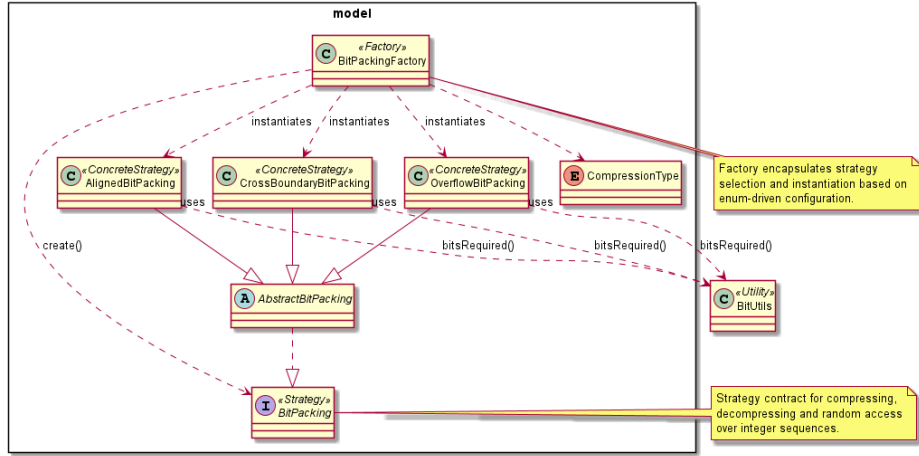 model
C
«Factory»
BitPackingFactory
instantiates
instantiates
instantiates
Factory encapsulates strategy
selection and instantiation based on
enum-driven configuration.
C
«ConcreteStrategy»
AlignedBitPacking
C
«ConcreteStrategy»
CrossBoundaryBitPacking
C
«ConcreteStrategy»
OverflowBitPacking
E
CompressionType
uses
uses
uses
create()
bitsRequired()
bitsRequired()
bitsRequired()
A
AbstractBitPacking
C
«Utility»
BitUtils
I
«Strategy»
BitPacking
Strategy contract for compressing,
decompressing and random access
over integer sequences.